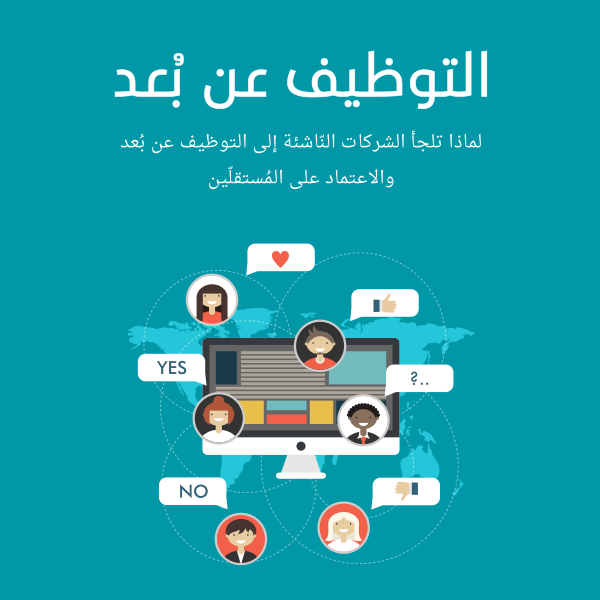 التوظيف عن بُعد
لماذا تلجأ الشركات النّاشئة إلى التوظيف عن بُعد
والاعتماد على المُستقلّين
YES
؟..
NO